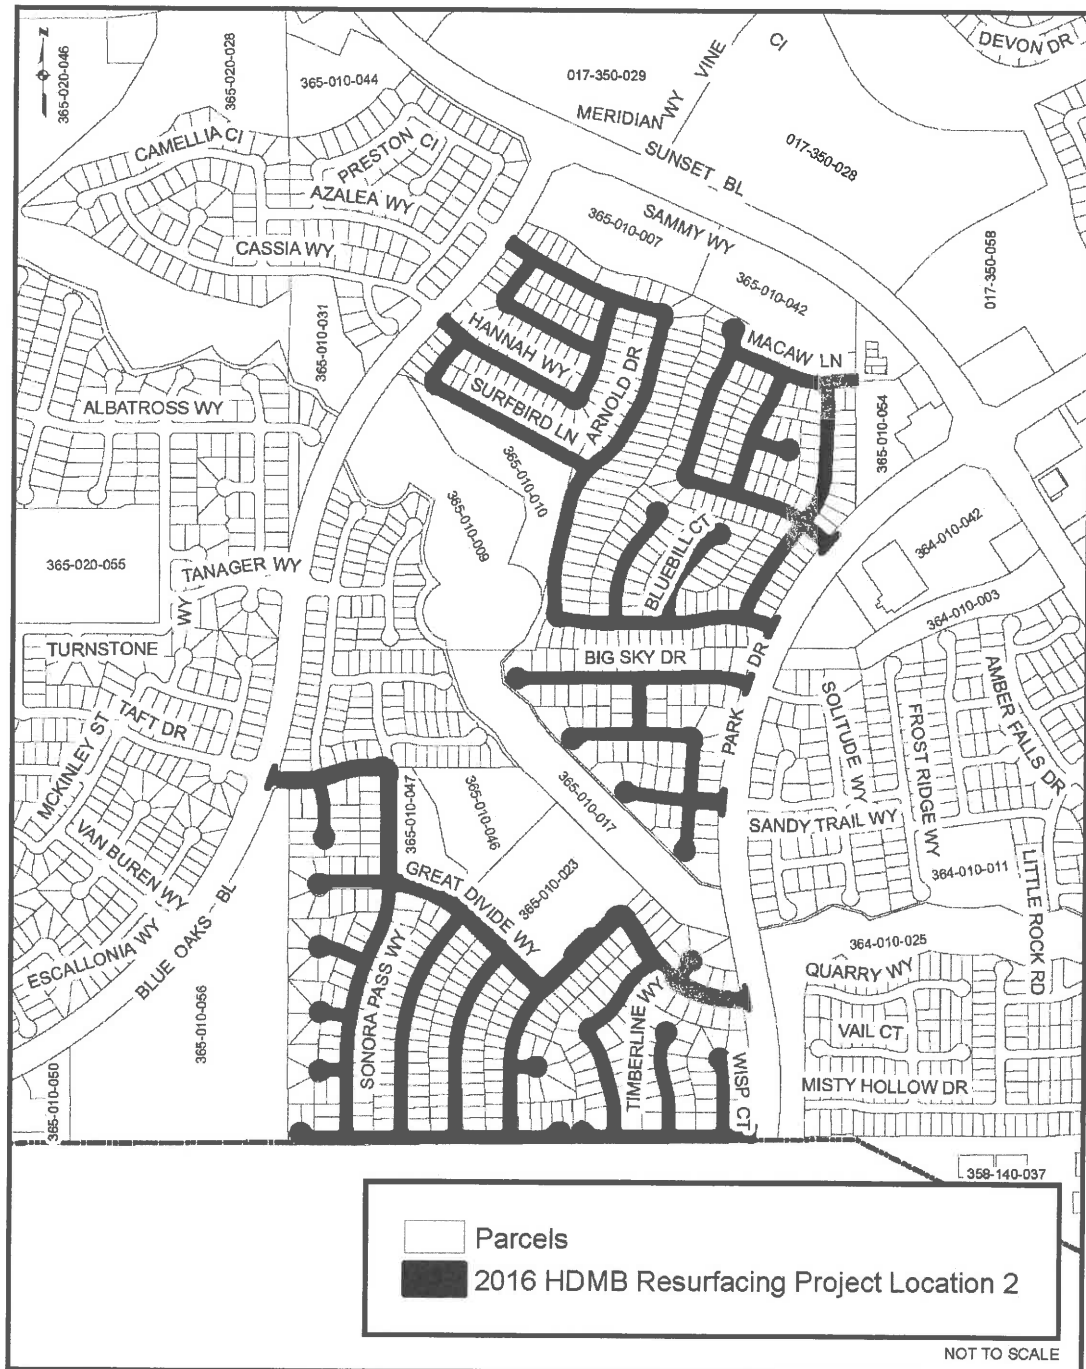 N
365-020-046
365-020-028
365-010-044
017-350-029
MERIDIAN WY
VINE CI
DEVON DR
CAMELLIA CI
PRESTON CI
AZALEA WY
CASSIA WY
SUNSET BL
017-350-028
SAMMY WY
365-010-007
365-010-042
017-350-058
365-010-031
HANNAH WY
SURFBIRD LN
ARNOLD DR
MACAW LN
ALBATROSS WY
365-010-054
365-010-010
365-010-009
BLUEBILL CT
364-010-042
365-020-055
TANAGER WY
WY
TURNSTONE
364-010-003
BIG SKY DR
PARK DR
AMBER FALLS DR
SOLITUDE WY
FROST RIDGE WY
TAFT DR
MCKINLEY ST
VAN BUREN WY
365-010-047
365-010-046
365-010-017
SANDY TRAIL WY
LITTLE ROCK RD
364-010-011
GREAT DIVIDE WY
365-010-023
ESCALLONIA WY
BLUE OAKS BL
SONORA PASS WY
364-010-025
QUARRY WY
VAIL CT
365-010-056
TIMBERLINE WY
WISP CT
MISTY HOLLOW DR
365-010-050
358-140-037
Parcels
2016 HDMB Resurfacing Project Location 2
NOT TO SCALE